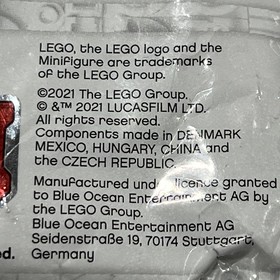 LEGO, the LEGO logo and the
Minifigure are trademarks
of the LEGO Group.
©2021 The LEGO Group.
© &™ 2021 LUCASFILM LTD.
All rights reserved.
Components made in DENMARK
MEXICO, HUNGARY, CHINA and
the CZECH REPUBLIC.
Manufactured under licence granted
to Blue Ocean Entertainment AG by
the LEGO Group.
Blue Ocean Entertainment AG
Seidenstraße 19, 70174 Stuttgart,
ed. Germany